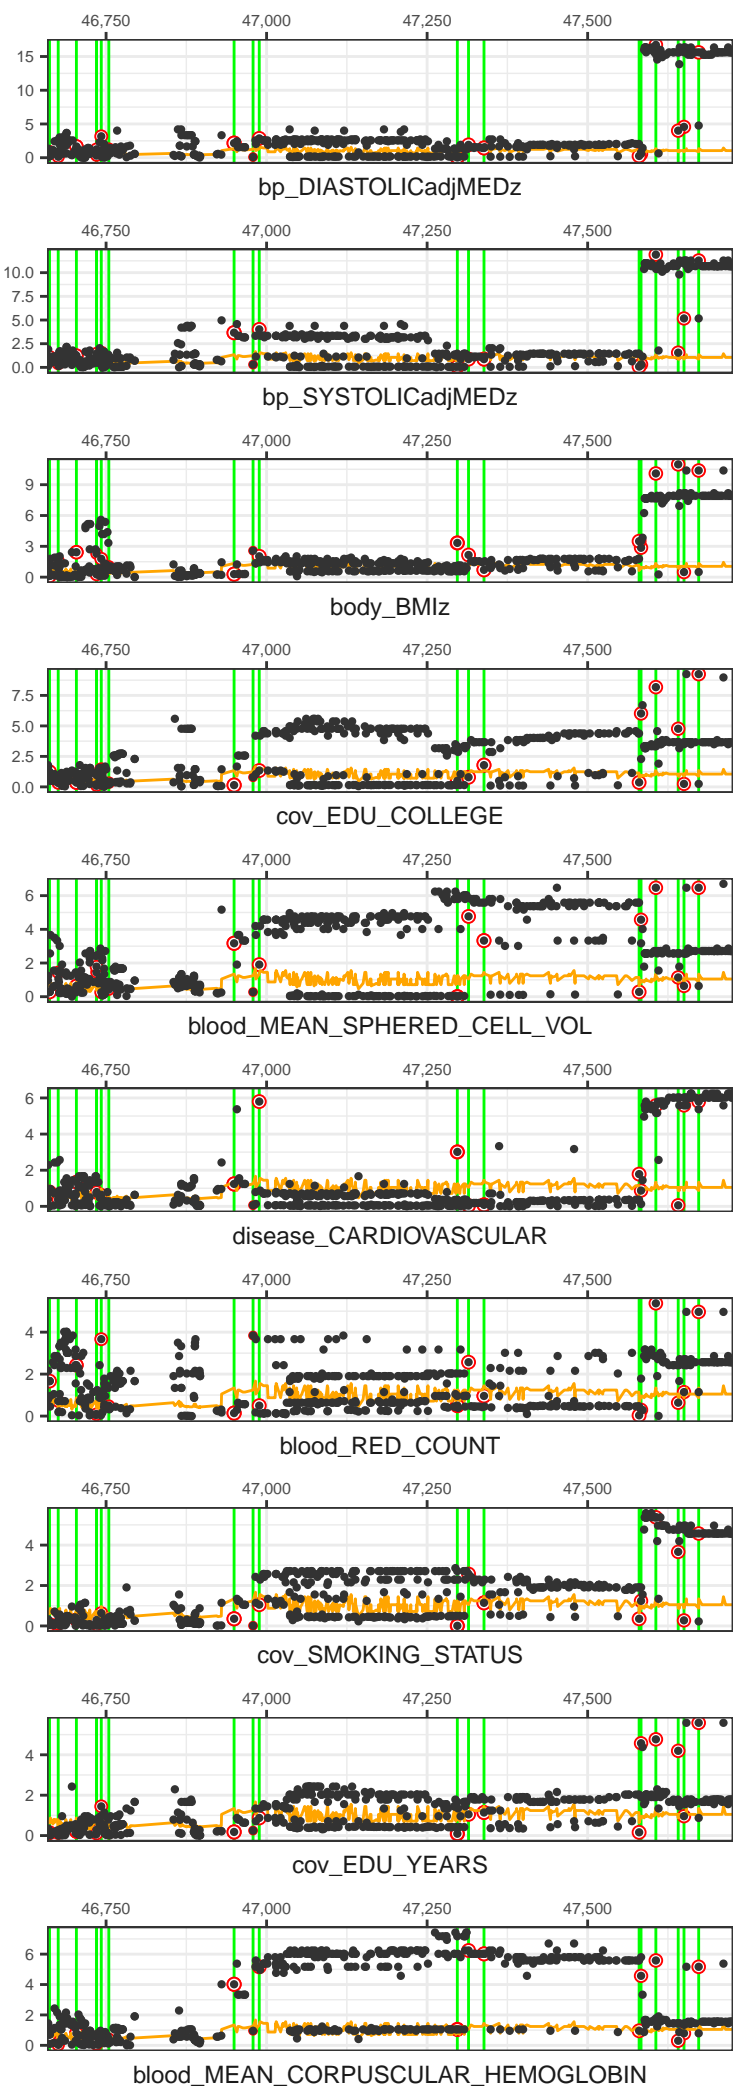 46,750 47,000 47,250 47,500
15
10
5
0
bp_DIASTOLICadjMEDz
46,750 47,000 47,250 47,500
10.0
7.5
5.0
2.5
0.0
bp_SYSTOLICadjMEDz
46,750 47,000 47,250 47,500
9
6
3
0
body_BMIz
46,750 47,000 47,250 47,500
7.5
5.0
2.5
0.0
cov_EDU_COLLEGE
46,750 47,000 47,250 47,500
6
4
2
0
blood_MEAN_SPHERED_CELL_VOL
46,750 47,000 47,250 47,500
6
4
2
0
disease_CARDIOVASCULAR
46,750 47,000 47,250 47,500
4
2
0
blood_RED_COUNT
46,750 47,000 47,250 47,500
4
2
0
cov_SMOKING_STATUS
46,750 47,000 47,250 47,500
4
2
0
cov_EDU_YEARS
46,750 47,000 47,250 47,500
6
4
2
0
blood_MEAN_CORPUSCULAR_HEMOGLOBIN